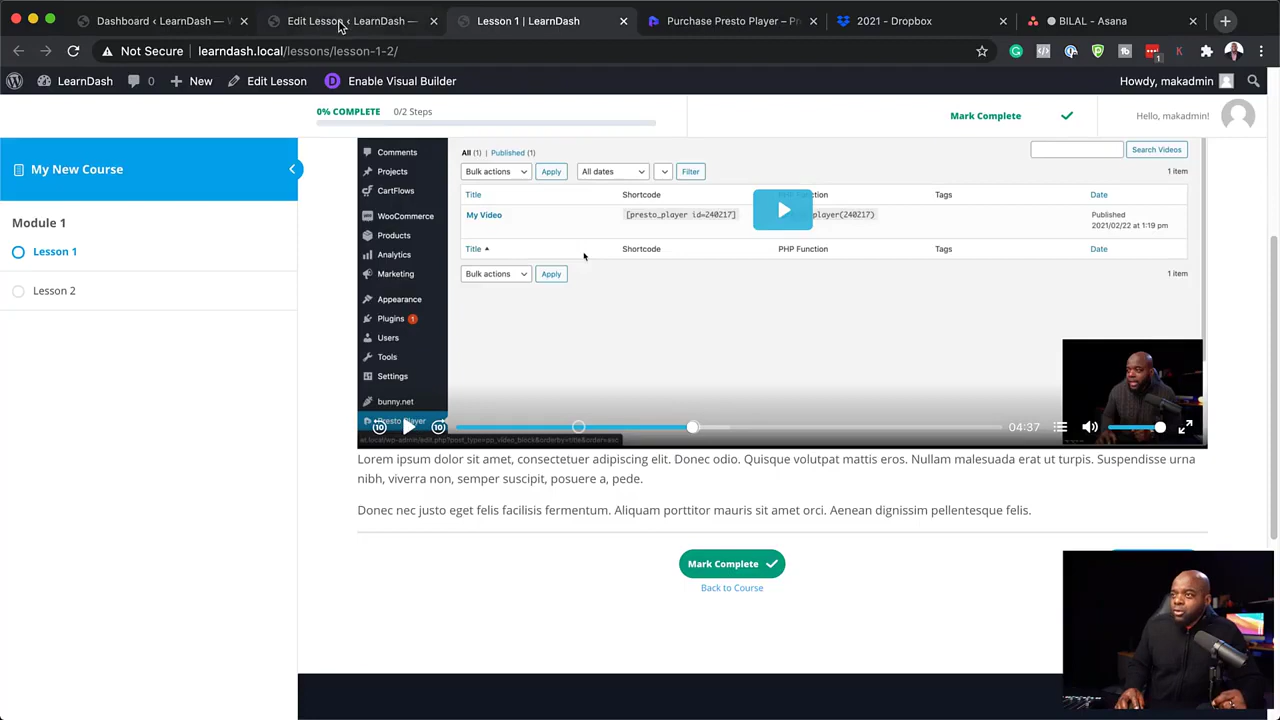 Dashboard ‹ LearnDash — W
Edit Lesson ‹ LearnDash —
Lesson 1 | LearnDash
Purchase Presto Player – Pr
2021 - Dropbox
BILAL - Asana
Not Secure
learndash.local/lessons/lesson-1-2/
LearnDash
0
New
Edit Lesson
Enable Visual Builder
Howdy, makadmin
0% COMPLETE
0/2 Steps
Mark Complete
Hello, makadmin!
My New Course
Module 1
Lesson 1
Lesson 2
Comments
Projects
CartFlows
WooCommerce
Products
Analytics
Marketing
Appearance
Plugins 1
Users
Tools
Settings
bunny.net
Presto Player
All (1) | Published (1)
Search Videos
Bulk actions
Apply
All dates
Filter
1 item
Title
Shortcode
PHP Function
Tags
Date
My Video
[presto_player id=240217]
player(240217)
Published
2021/02/22 at 1:19 pm
Title
Shortcode
PHP Function
Tags
Date
Bulk actions
Apply
1 item
10
10
04:37
Lorem ipsum dolor sit amet, consectetuer adipiscing elit. Donec odio. Quisque volutpat mattis eros. Nullam malesuada erat ut turpis. Suspendisse urna
nibh, viverra non, semper suscipit, posuere a, pede.
Donec nec justo eget felis facilisis fermentum. Aliquam porttitor mauris sit amet orci. Aenean dignissim pellentesque felis.
Mark Complete
Back to Course